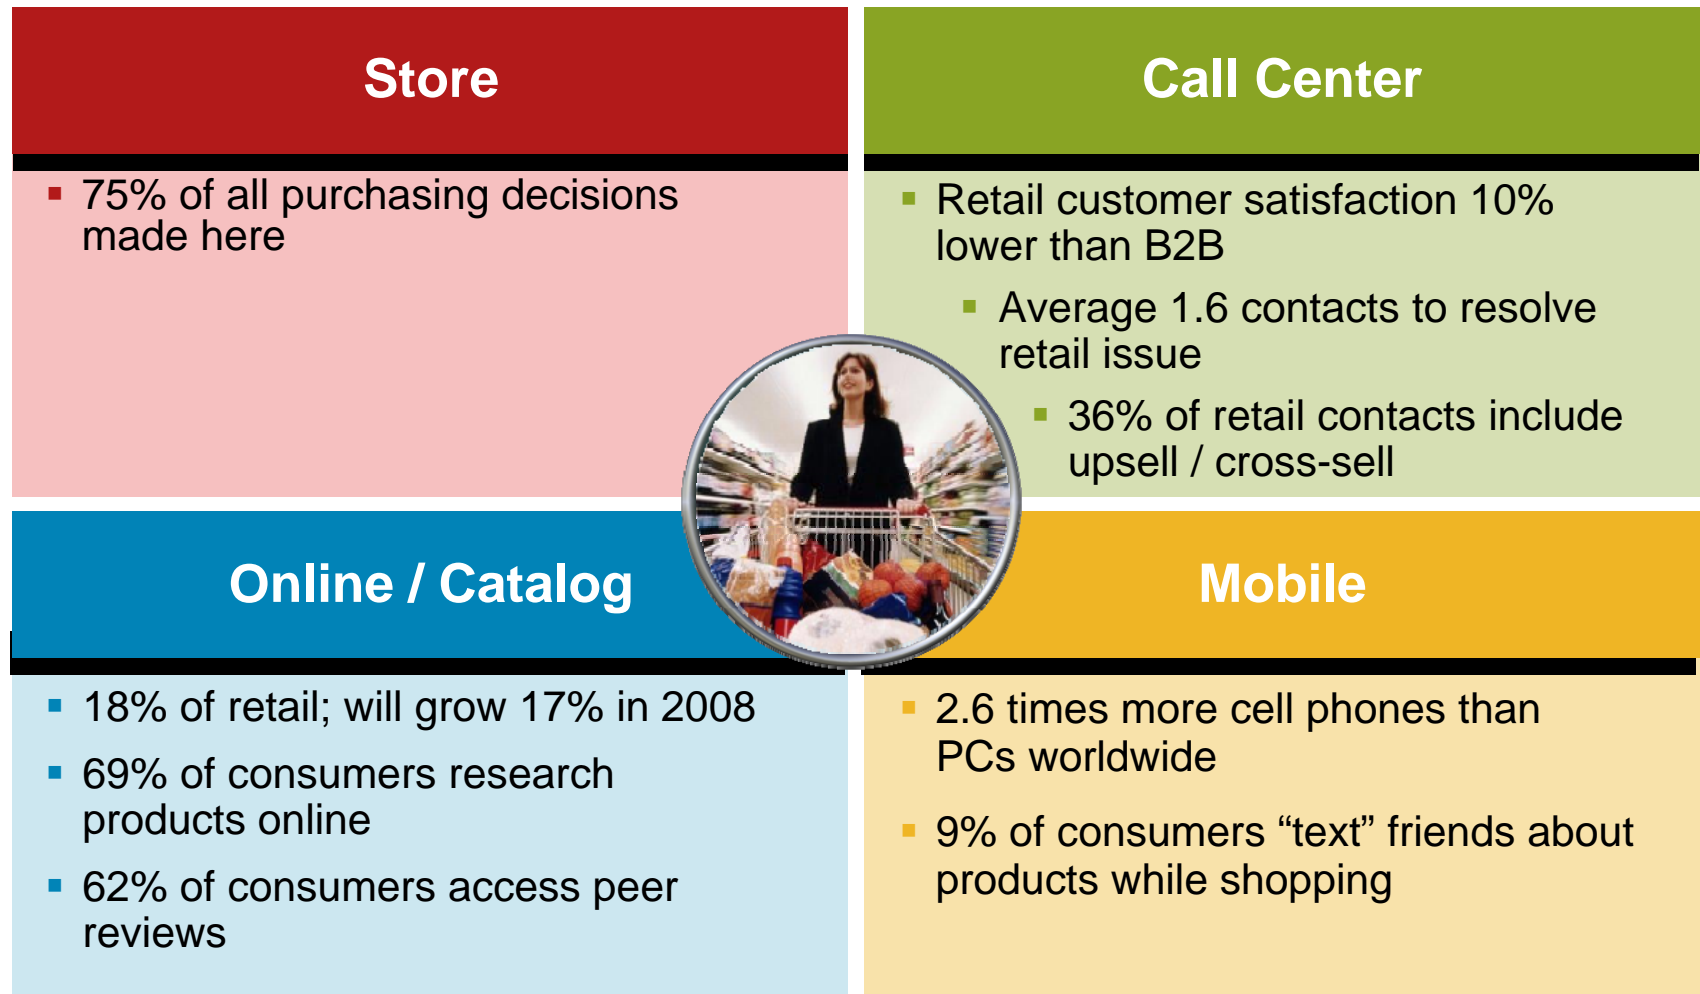 Store
75% of all purchasing decisions
made here
Call Center
Retail customer satisfaction 10%
lower than B2B
Average 1.6 contacts to resolve
retail issue
36% of retail contacts include
upsell / cross-sell
Online / Catalog
18% of retail; will grow 17% in 2008
69% of consumers research
products online
62% of consumers access peer
reviews
Mobile
2.6 times more cell phones than
PCs worldwide
9% of consumers “text” friends about
products while shopping